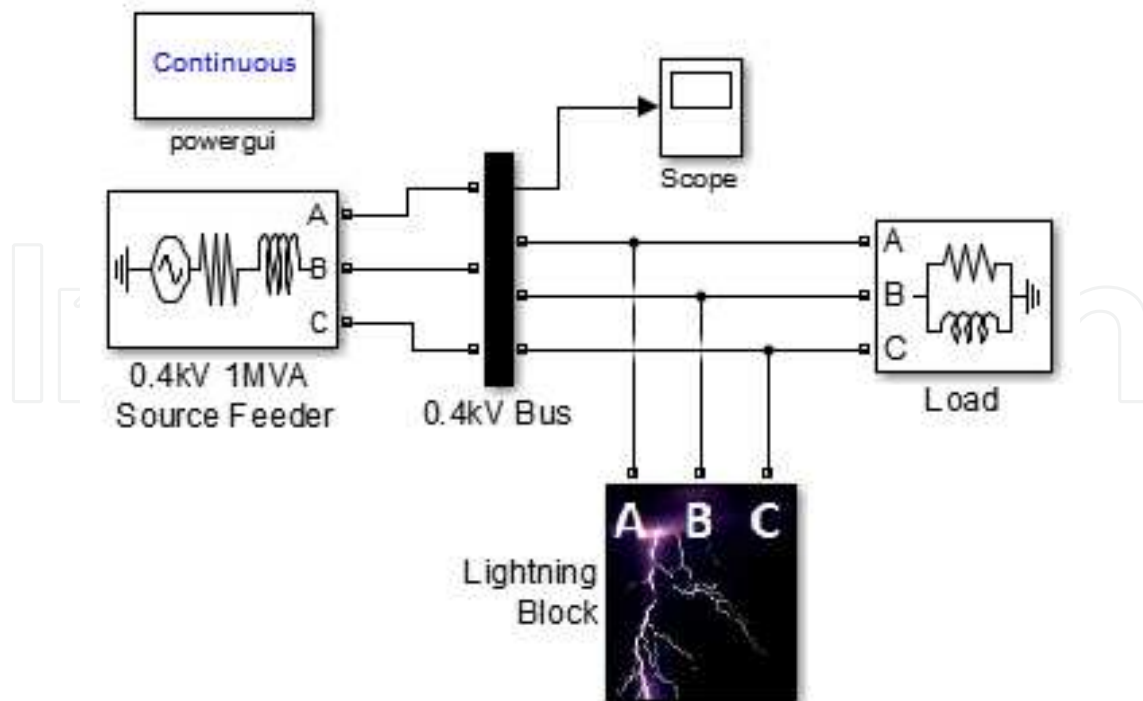 Continuous
powergui
Scope
A
B
C
0.4kV 1MVA
Source Feeder
0.4kV Bus
A
B
C
Load
A B C
Lightning
Block